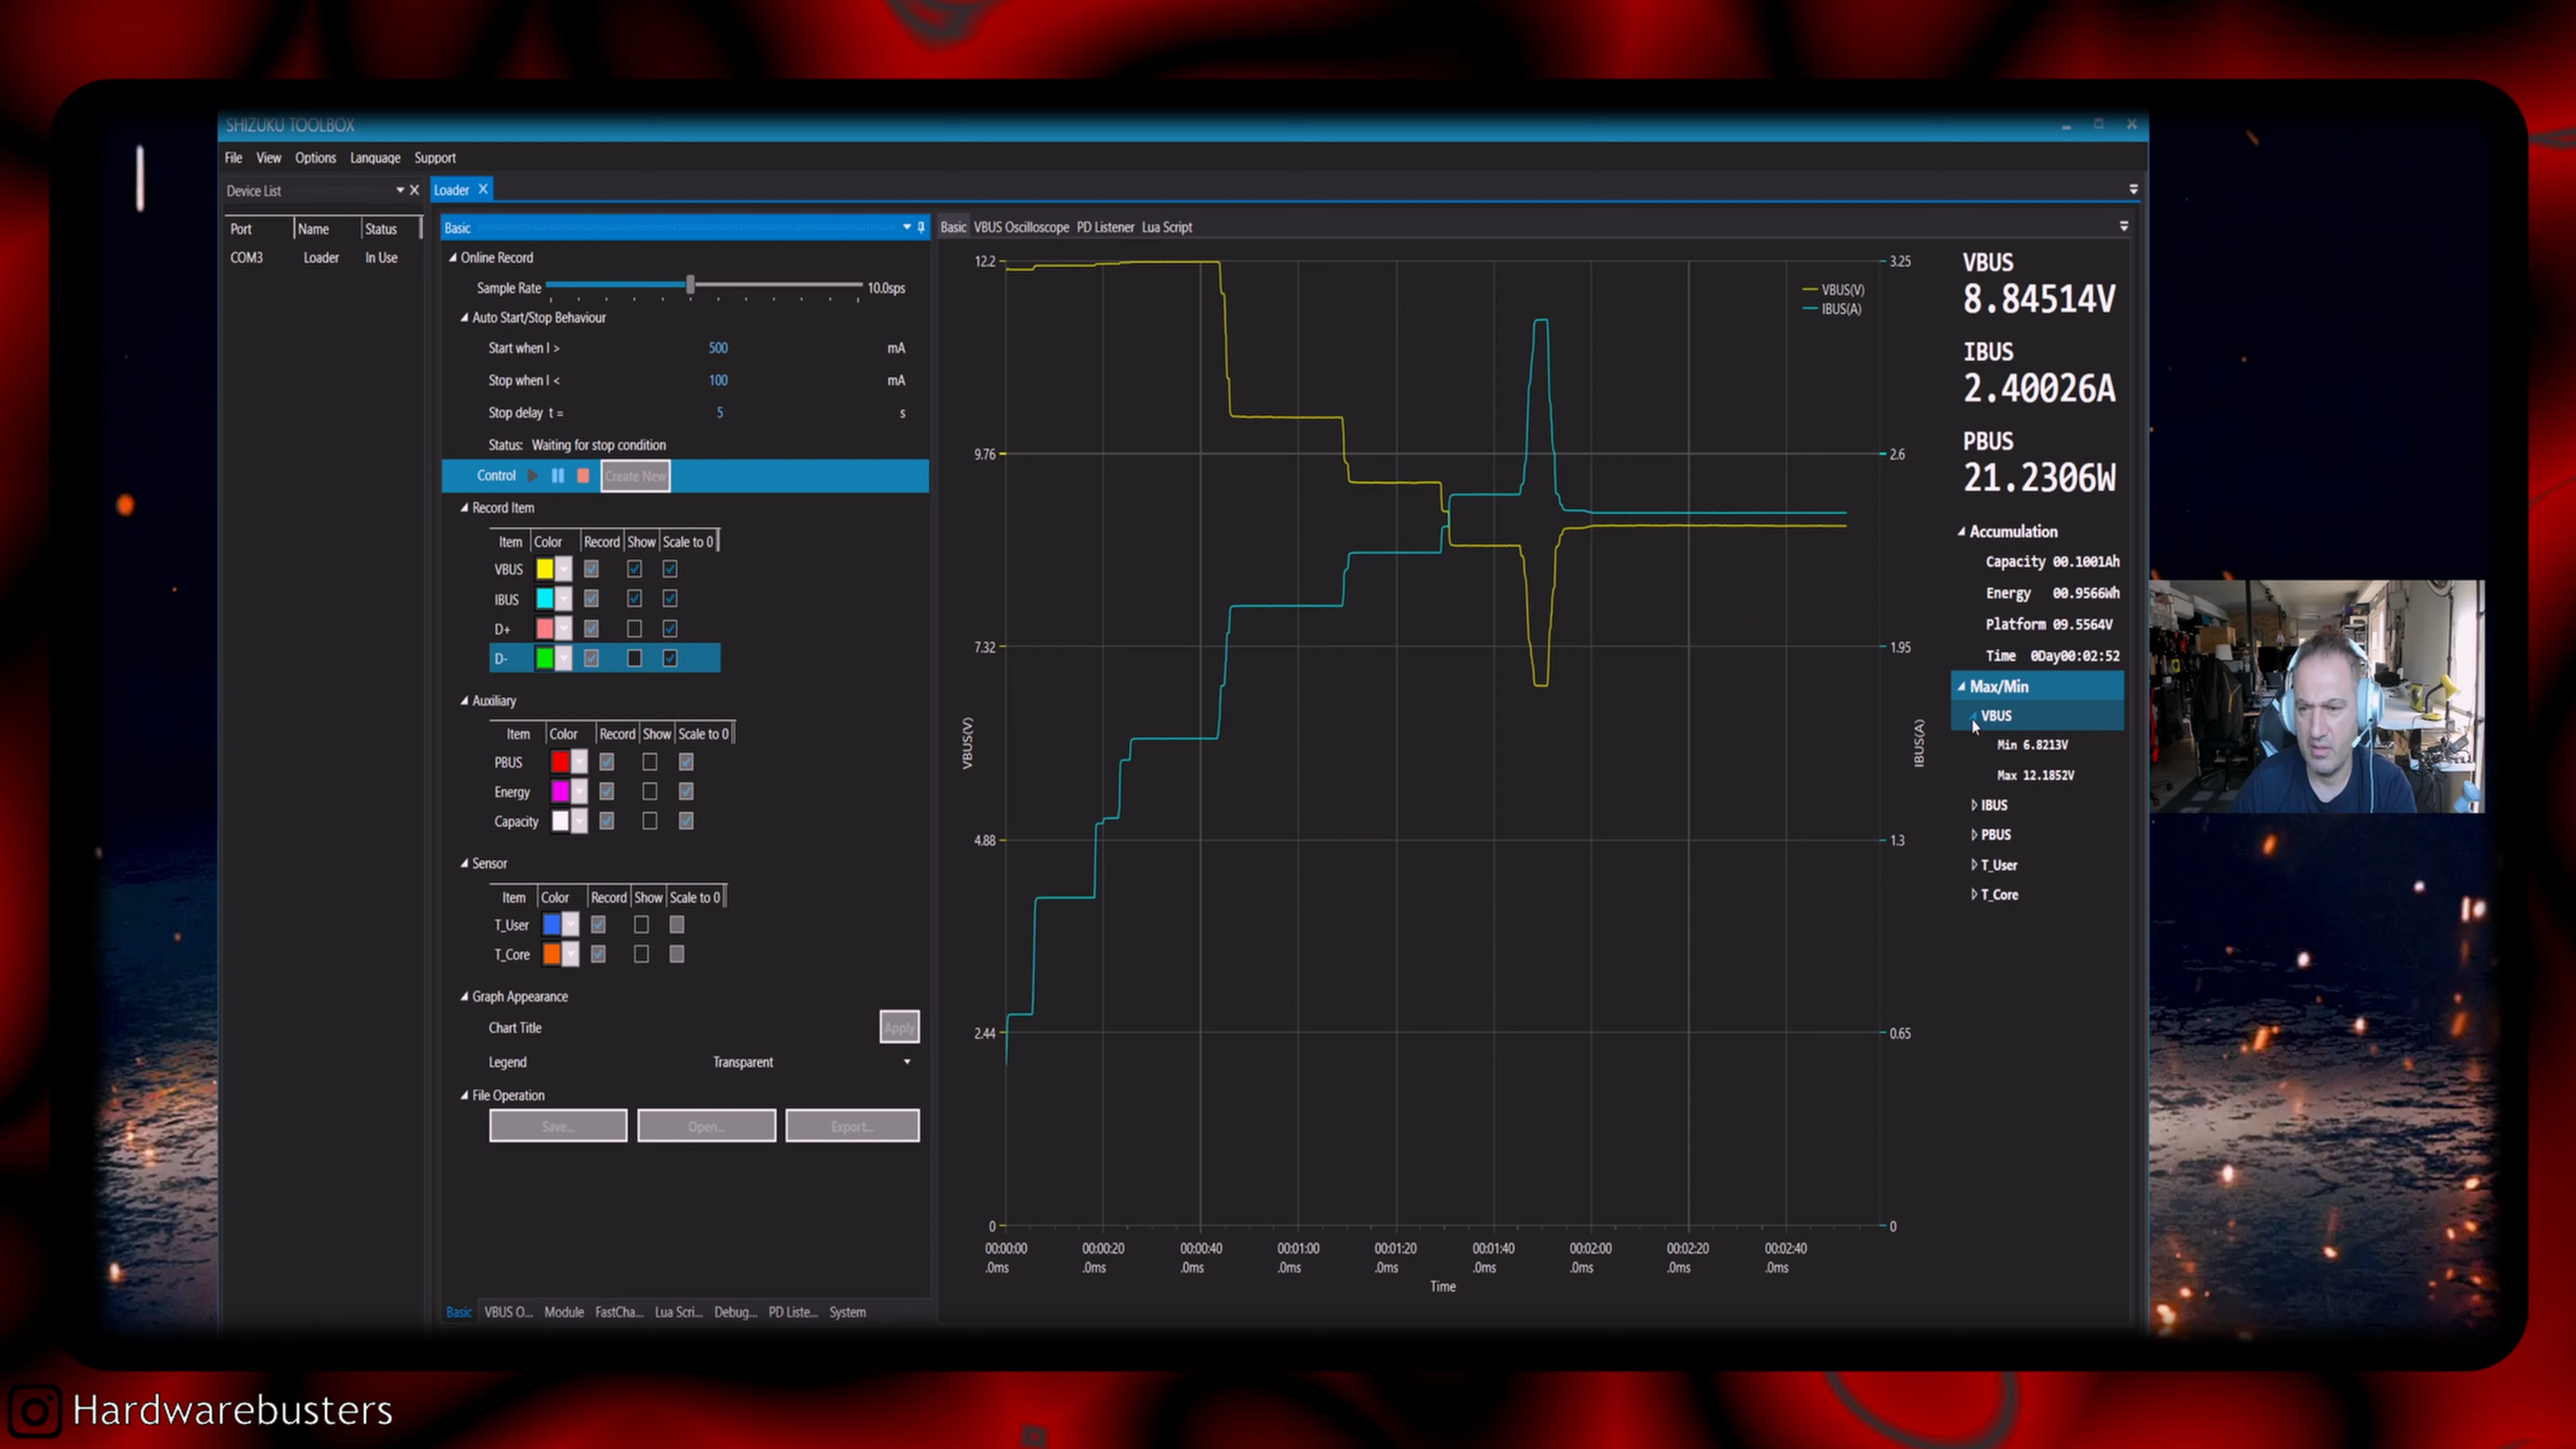 SHIZUKU TOOLBOX
File View Options Language Support
Device List
Port Name Status
COM3 Loader In Use
Loader
Basic
Online Record
Sample Rate 10.0sps
Auto Start/Stop Behaviour
Start when I > 500 mA
Stop when I < 100 mA
Stop delay t = 5 s
Status: Waiting for stop condition
Control Create New
Record Item
Item Color Record Show Scale to 0
VBUS
IBUS
D+
D-
Auxiliary
Item Color Record Show Scale to 0
PBUS
Energy
Capacity
Sensor
Item Color Record Show Scale to 0
T_User
T_Core
Graph Appearance
Chart Title Apply
Legend Transparent
File Operation
Save... Open... Export...
Basic VBUS O... Module FastCha... Lua Scri... Debug... PD Liste... System
Basic VBUS Oscilloscope PD Listener Lua Script
12.2
9.76
7.32
4.88
2.44
0
VBUS(V)
VBUS(V)
IBUS(A)
3.25
2.6
1.95
1.3
0.65
0
IBUS(A)
00:00:00 00:00:20 00:00:40 00:01:00 00:01:20 00:01:40 00:02:00 00:02:20 00:02:40
.0ms .0ms .0ms .0ms .0ms .0ms .0ms .0ms .0ms
Time
VBUS
8.84514V
IBUS
2.40026A
PBUS
21.2306W
Accumulation
Capacity 00.1001Ah
Energy 00.9566Wh
Platform 09.5564V
Time 0Day00:02:52
Max/Min
VBUS
Min 6.8213V
Max 12.1852V
IBUS
PBUS
T_User
T_Core
Hardwarebusters